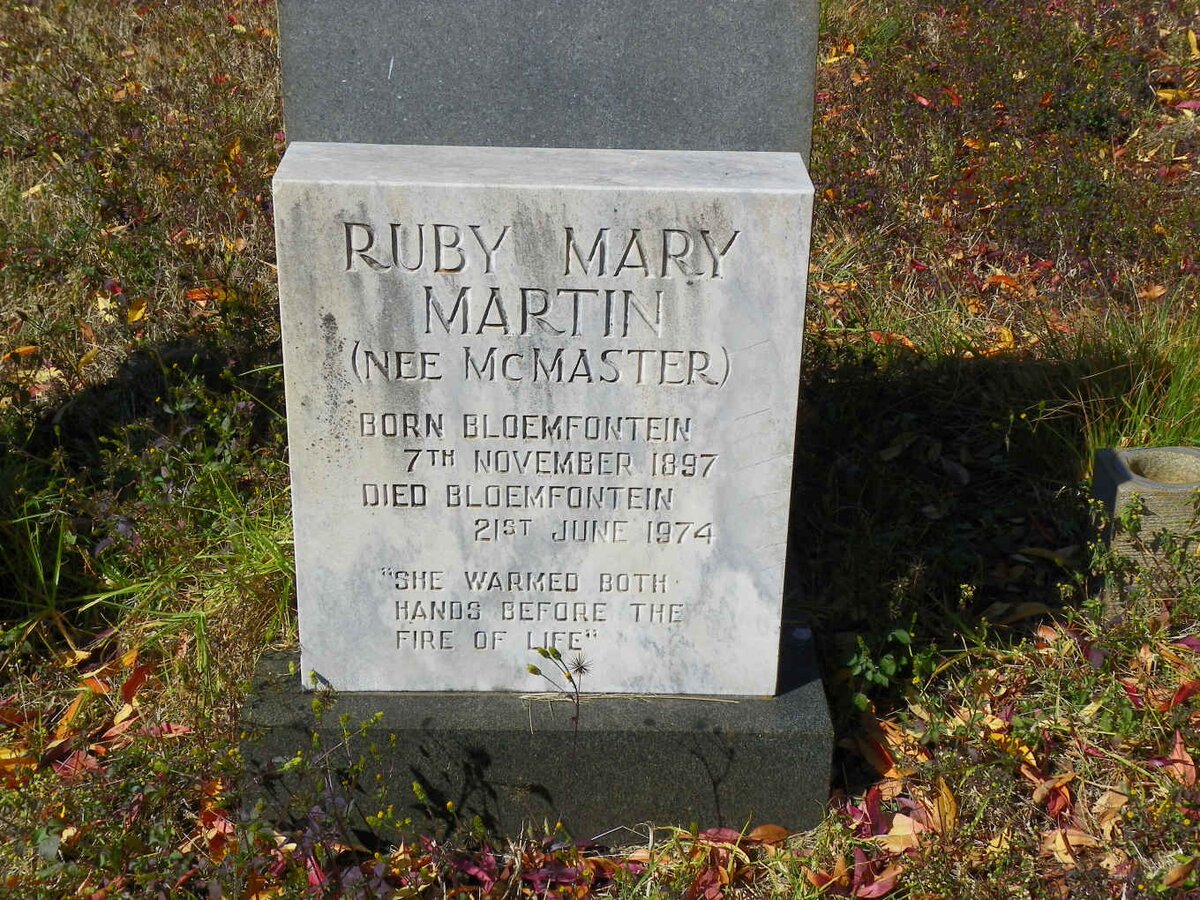 RUBY MARY
MARTIN
(NEE McMASTER)
BORN BLOEMFONTEIN
7TH NOVEMBER 1897
DIED BLOEMFONTEIN
21ST JUNE 1974
"SHE WARMED BOTH
HANDS BEFORE THE
FIRE OF LIFE"